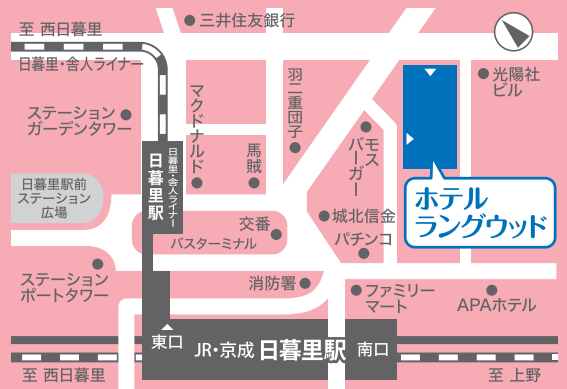 至 西日暮里
三井住友銀行
日暮里・舎人ライナー
光陽社
ビル
羽二重団子
マクドナルド
ステーション
ガーデンタワー
モス
バーガー
馬賊
日暮里・舎人ライナー
日暮里駅
日暮里駅前
ステーション
広場
ホテル
ラングウッド
交番
城北信金
バスターミナル
パチンコ
ステーション
ポートタワー
消防署
ファミリー
マート
APAホテル
東口
JR・京成 日暮里駅
南口
至 西日暮里
至 上野